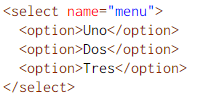 <select name="menu">
  <option>Uno</option>
  <option>Dos</option>
  <option>Tres</option>
</select>